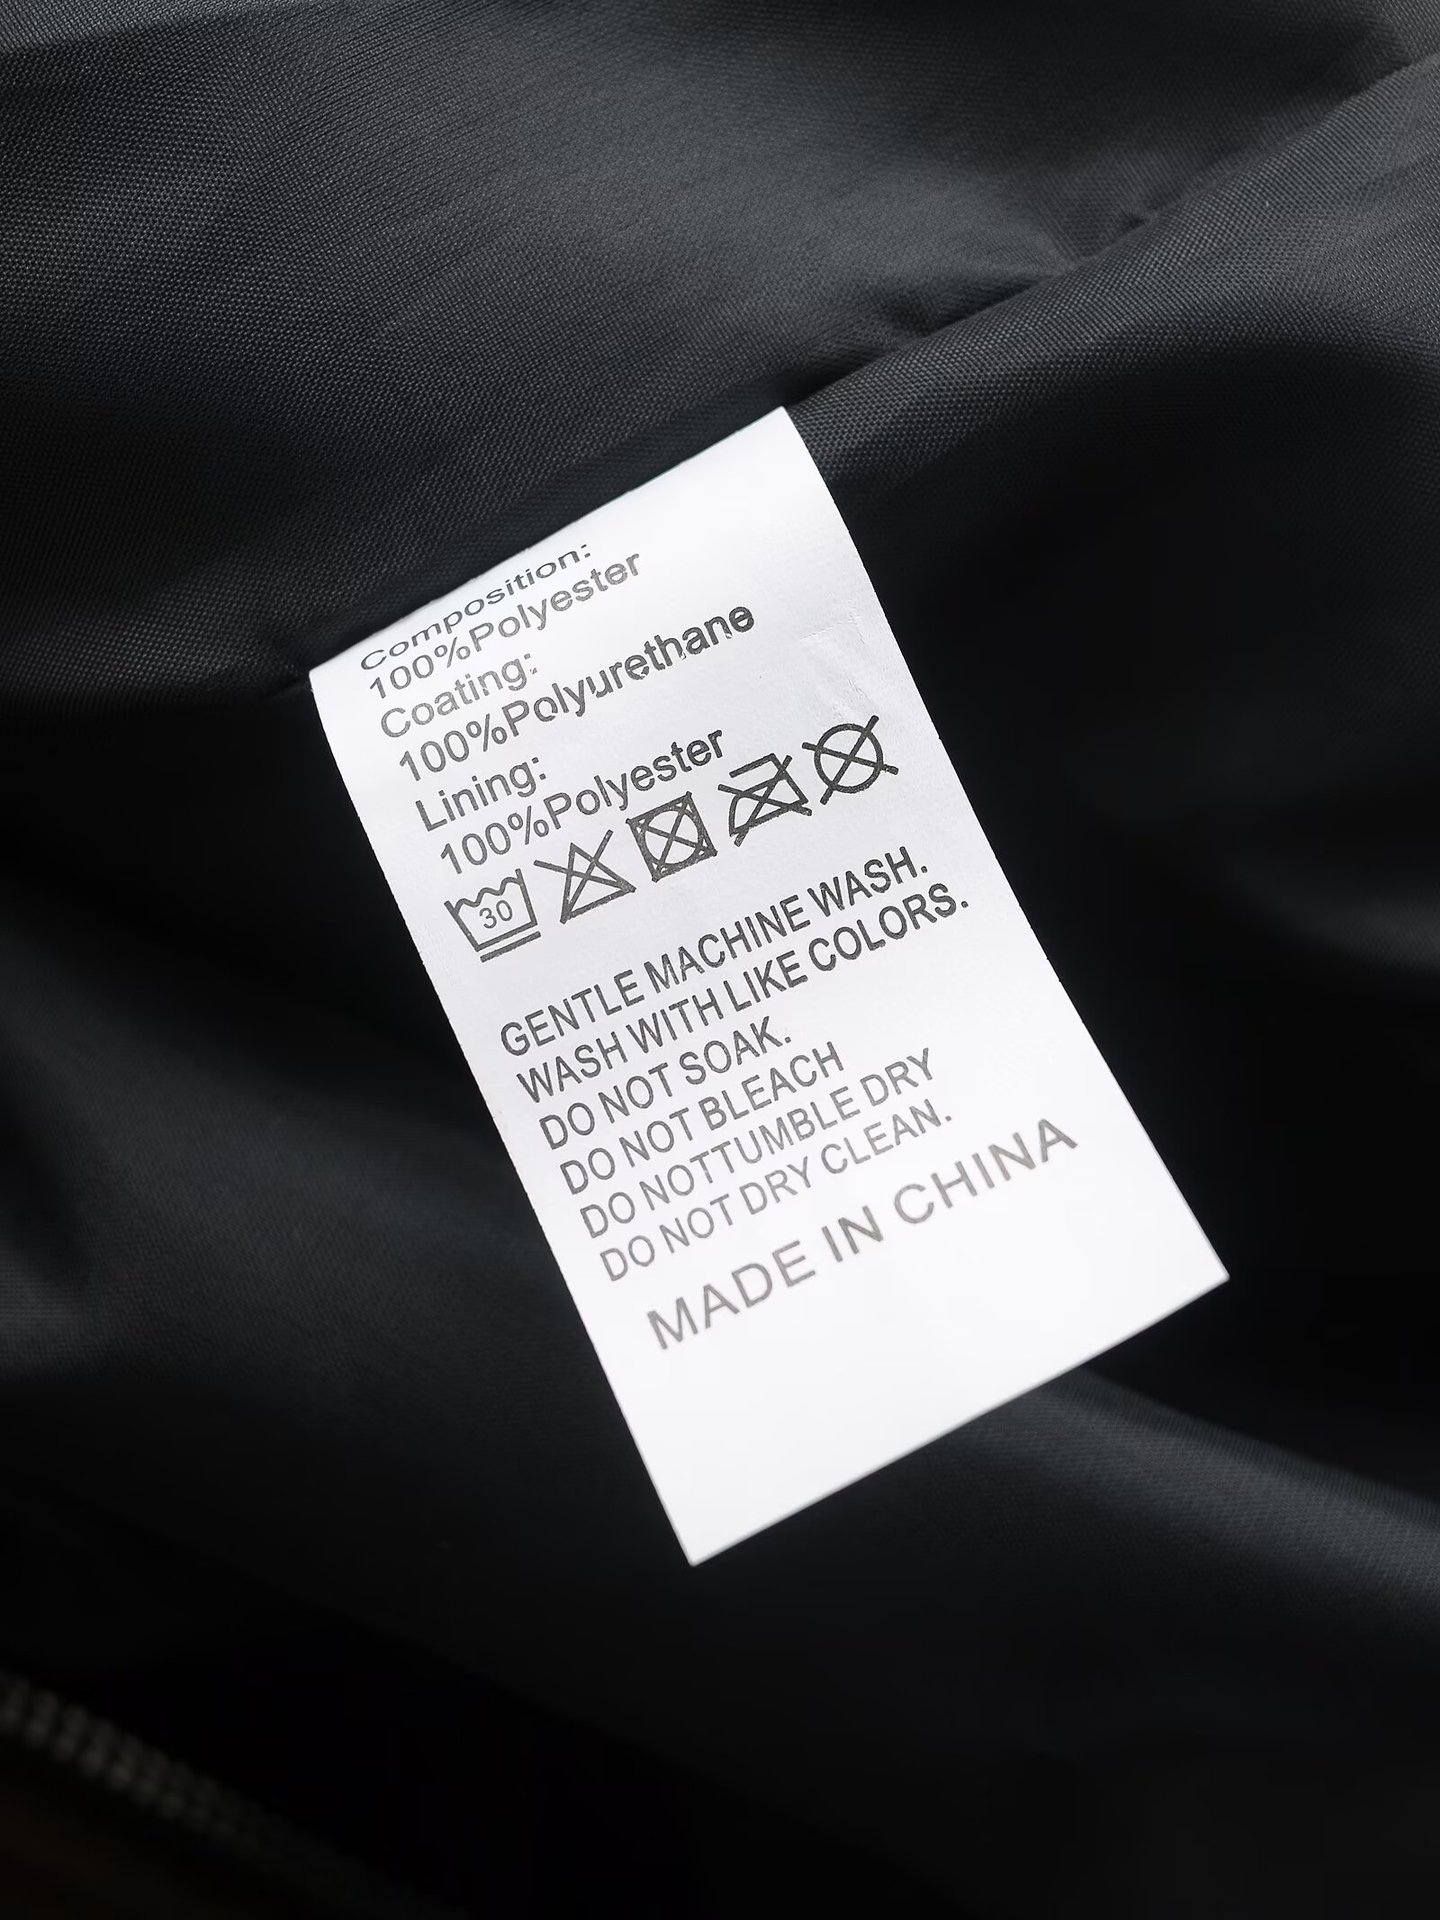 Composition:
100%Polyester
Coating:
100%Polyurethane
Lining:
100%Polyester
30
GENTLE MACHINE WASH.
WASH WITH LIKE COLORS.
DO NOT SOAK.
DO NOT BLEACH
DO NOTTUMBLE DRY
DO NOT DRY CLEAN.
MADE IN CHINA